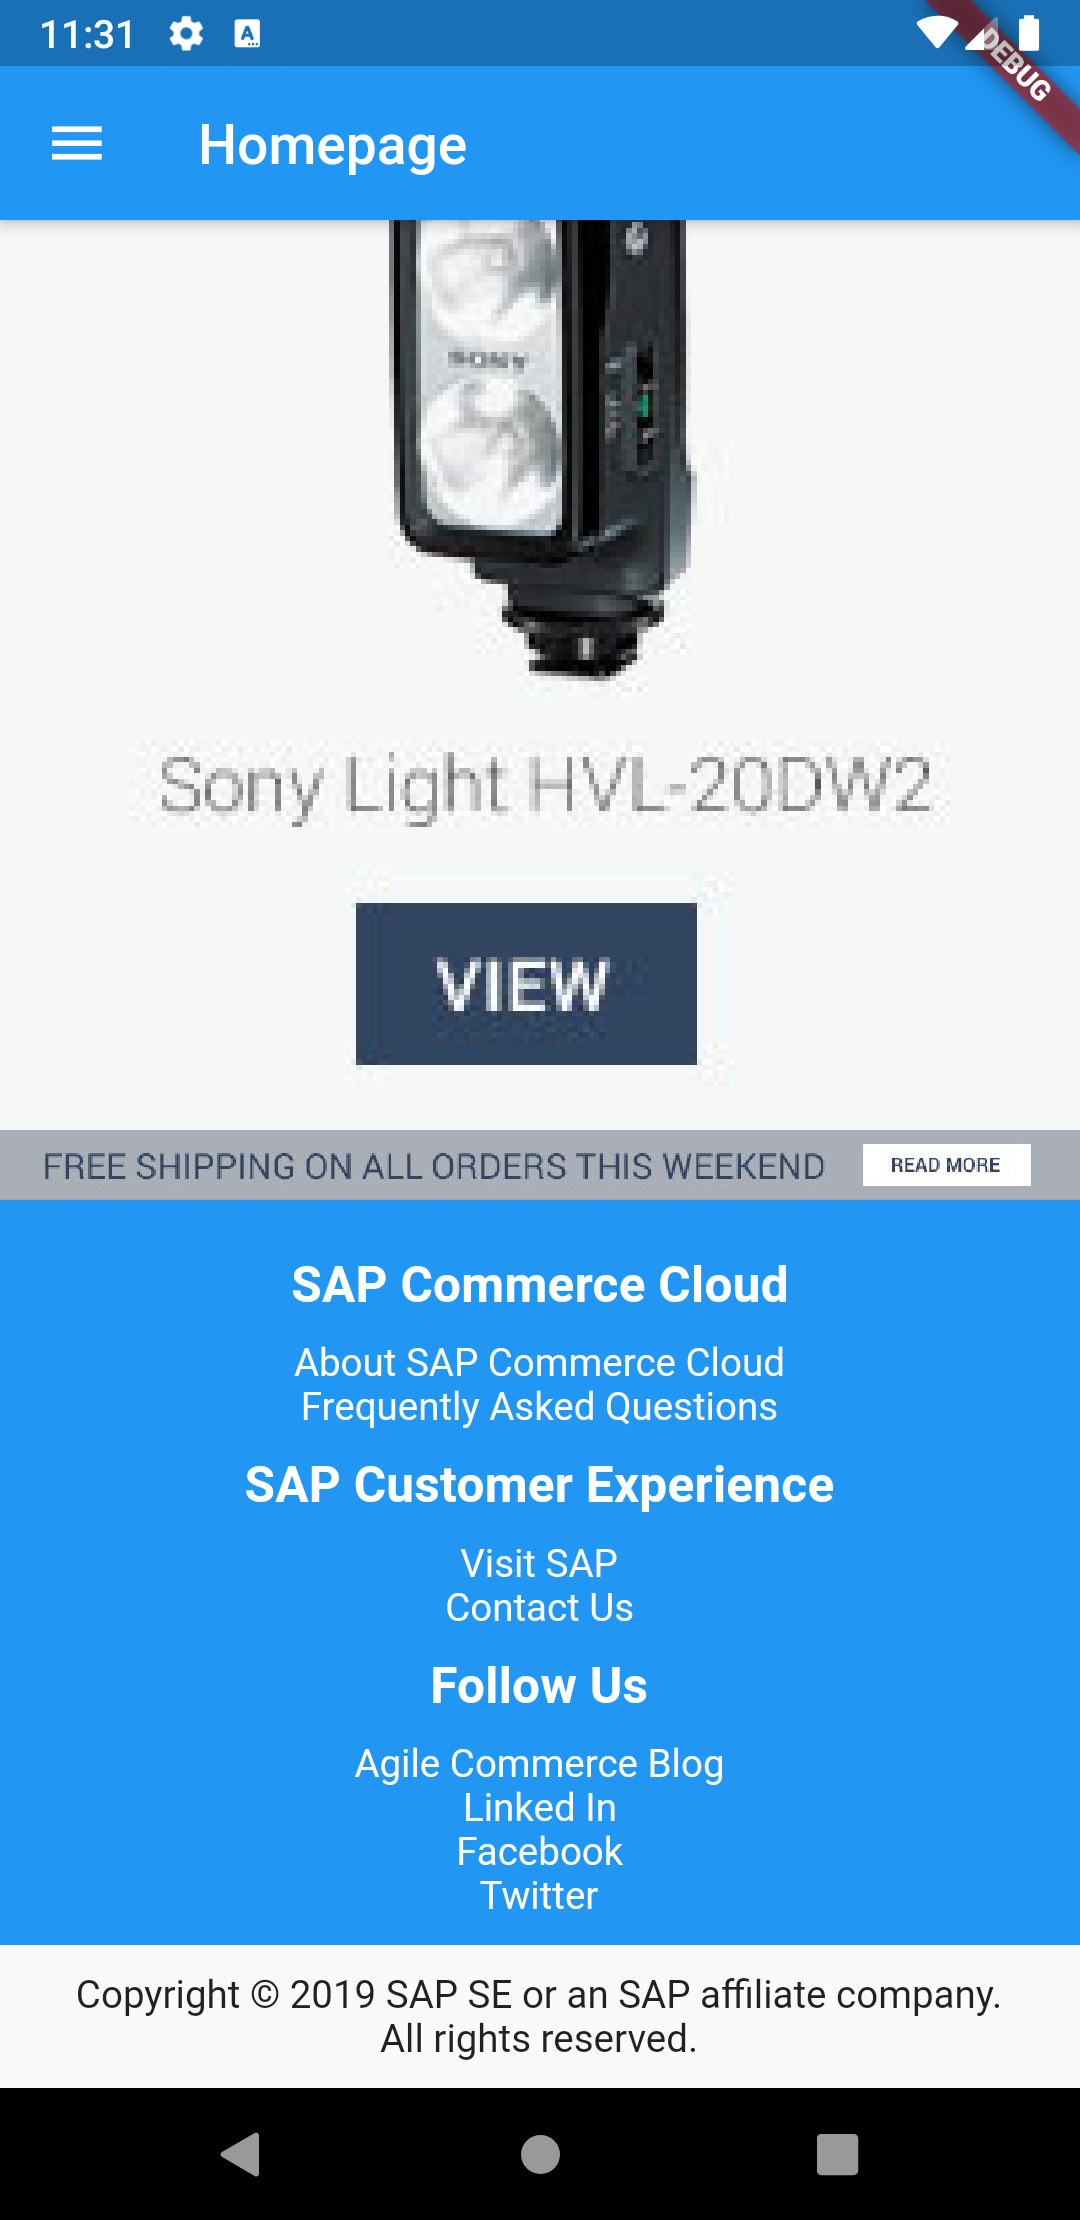 11:31
DEBUG
Homepage
SONY
Sony Light HVL-20DW2
VIEW
FREE SHIPPING ON ALL ORDERS THIS WEEKEND READ MORE
SAP Commerce Cloud
About SAP Commerce Cloud
Frequently Asked Questions
SAP Customer Experience
Visit SAP
Contact Us
Follow Us
Agile Commerce Blog
Linked In
Facebook
Twitter
Copyright © 2019 SAP SE or an SAP affiliate company.
All rights reserved.